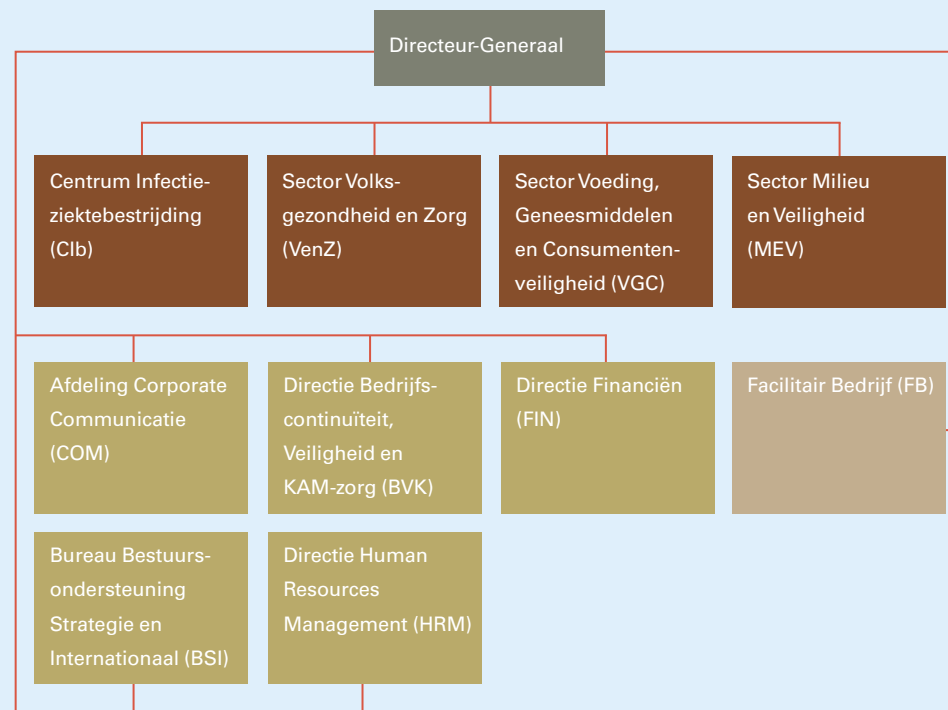 Directeur-Generaal
Centrum Infectie-
ziektebestrijding
(CIb)
Sector Volks-
gezondheid en Zorg
(VenZ)
Sector Voeding,
Geneesmiddelen
en Consumenten-
veiligheid (VGC)
Sector Milieu
en Veiligheid
(MEV)
Afdeling Corporate
Communicatie
(COM)
Directie Bedrijfs-
continuïteit,
Veiligheid en
KAM-zorg (BVK)
Directie Financiën
(FIN)
Facilitair Bedrijf (FB)
Bureau Bestuurs-
ondersteuning
Strategie en
Internationaal (BSI)
Directie Human
Resources
Management (HRM)